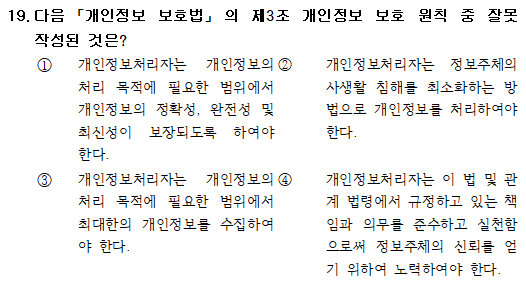 19. 다음 「개인정보 보호법」의 제3조 개인정보 보호 원칙 중 잘못
작성된 것은?
① 개인정보처리자는 개인정보의
처리 목적에 필요한 범위에서
개인정보의 정확성, 완전성 및
최신성이 보장되도록 하여야
한다.
② 개인정보처리자는 정보주체의
사생활 침해를 최소화하는 방
법으로 개인정보를 처리하여야
한다.
③ 개인정보처리자는 개인정보의
처리 목적에 필요한 범위에서
최대한의 개인정보를 수집하여
야 한다.
④ 개인정보처리자는 이 법 및 관
계 법령에서 규정하고 있는 책
임과 의무를 준수하고 실천함
으로써 정보주체의 신뢰를 얻
기 위하여 노력하여야 한다.